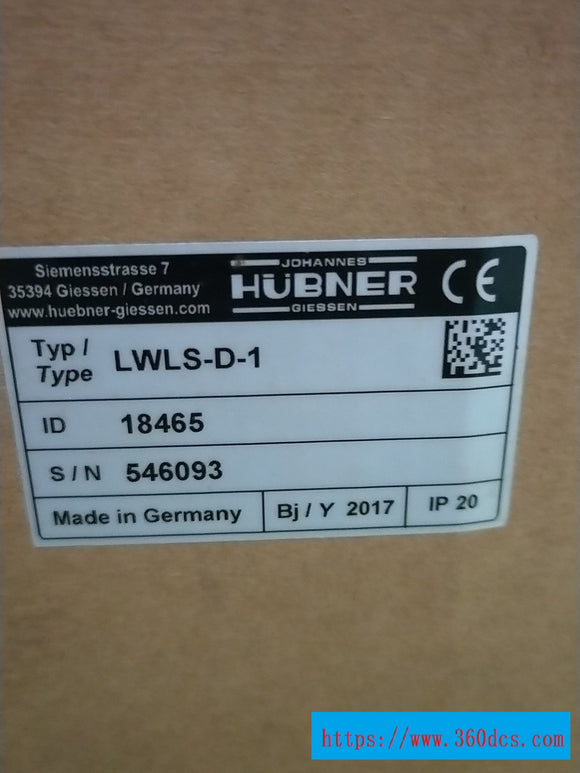 Siemensstrasse 7
35394 Giessen / Germany
www.huebner-giessen.com
JOHANNES
HÜBNER
GIESSEN
CE
Typ /
Type LWLS-D-1
ID 18465
S / N 546093
Made in Germany Bj / Y 2017 IP 20
https://www.360dcs.com